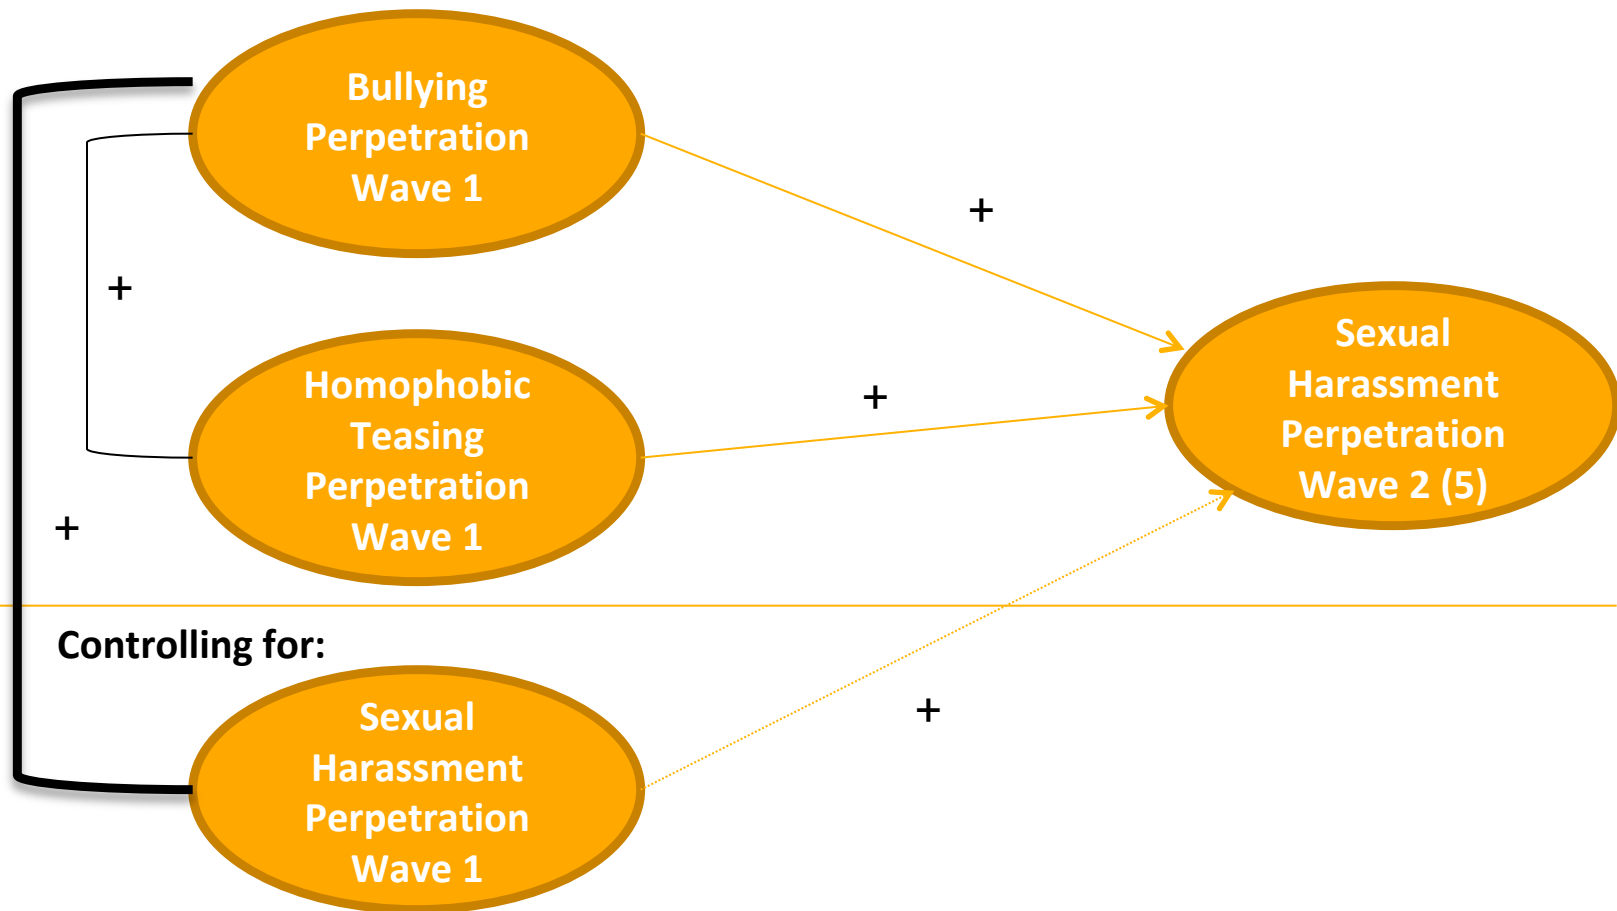 Bullying
Perpetration
Wave 1
+
+
Homophobic
Teasing
Perpetration
Wave 1
+
Sexual
Harassment
Perpetration
Wave 2 (5)
+
Controlling for:
Sexual
Harassment
Perpetration
Wave 1
+